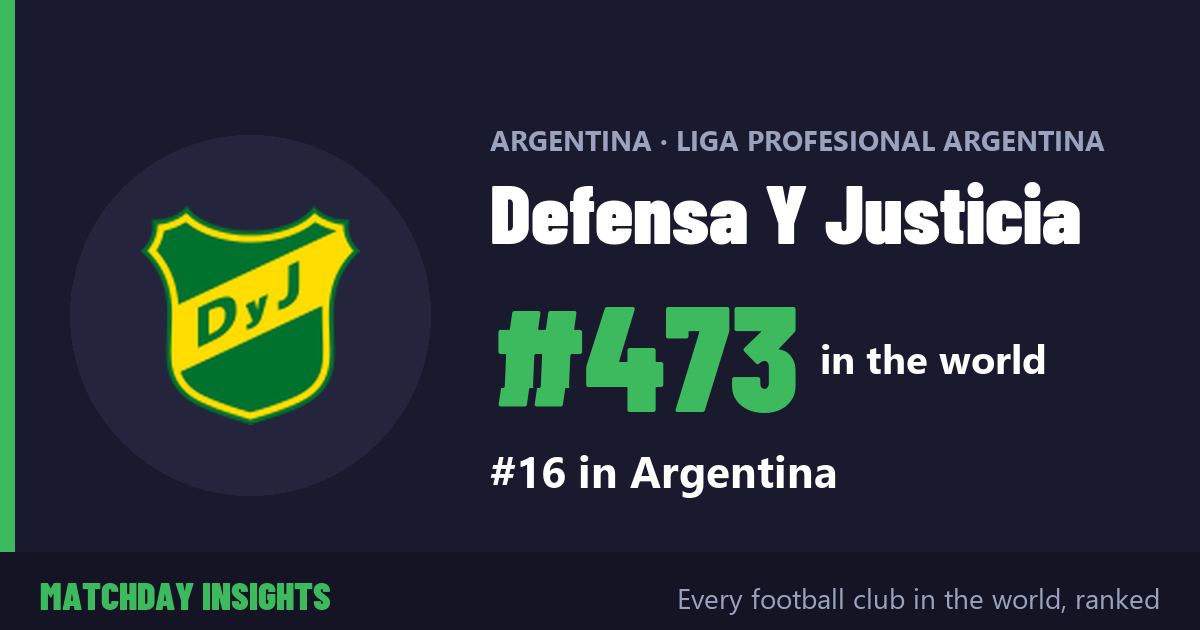 ARGENTINA · LIGA PROFESIONAL ARGENTINA
Defensa Y Justicia
DyJ
#473 in the world
#16 in Argentina
MATCHDAY INSIGHTS
Every football club in the world, ranked